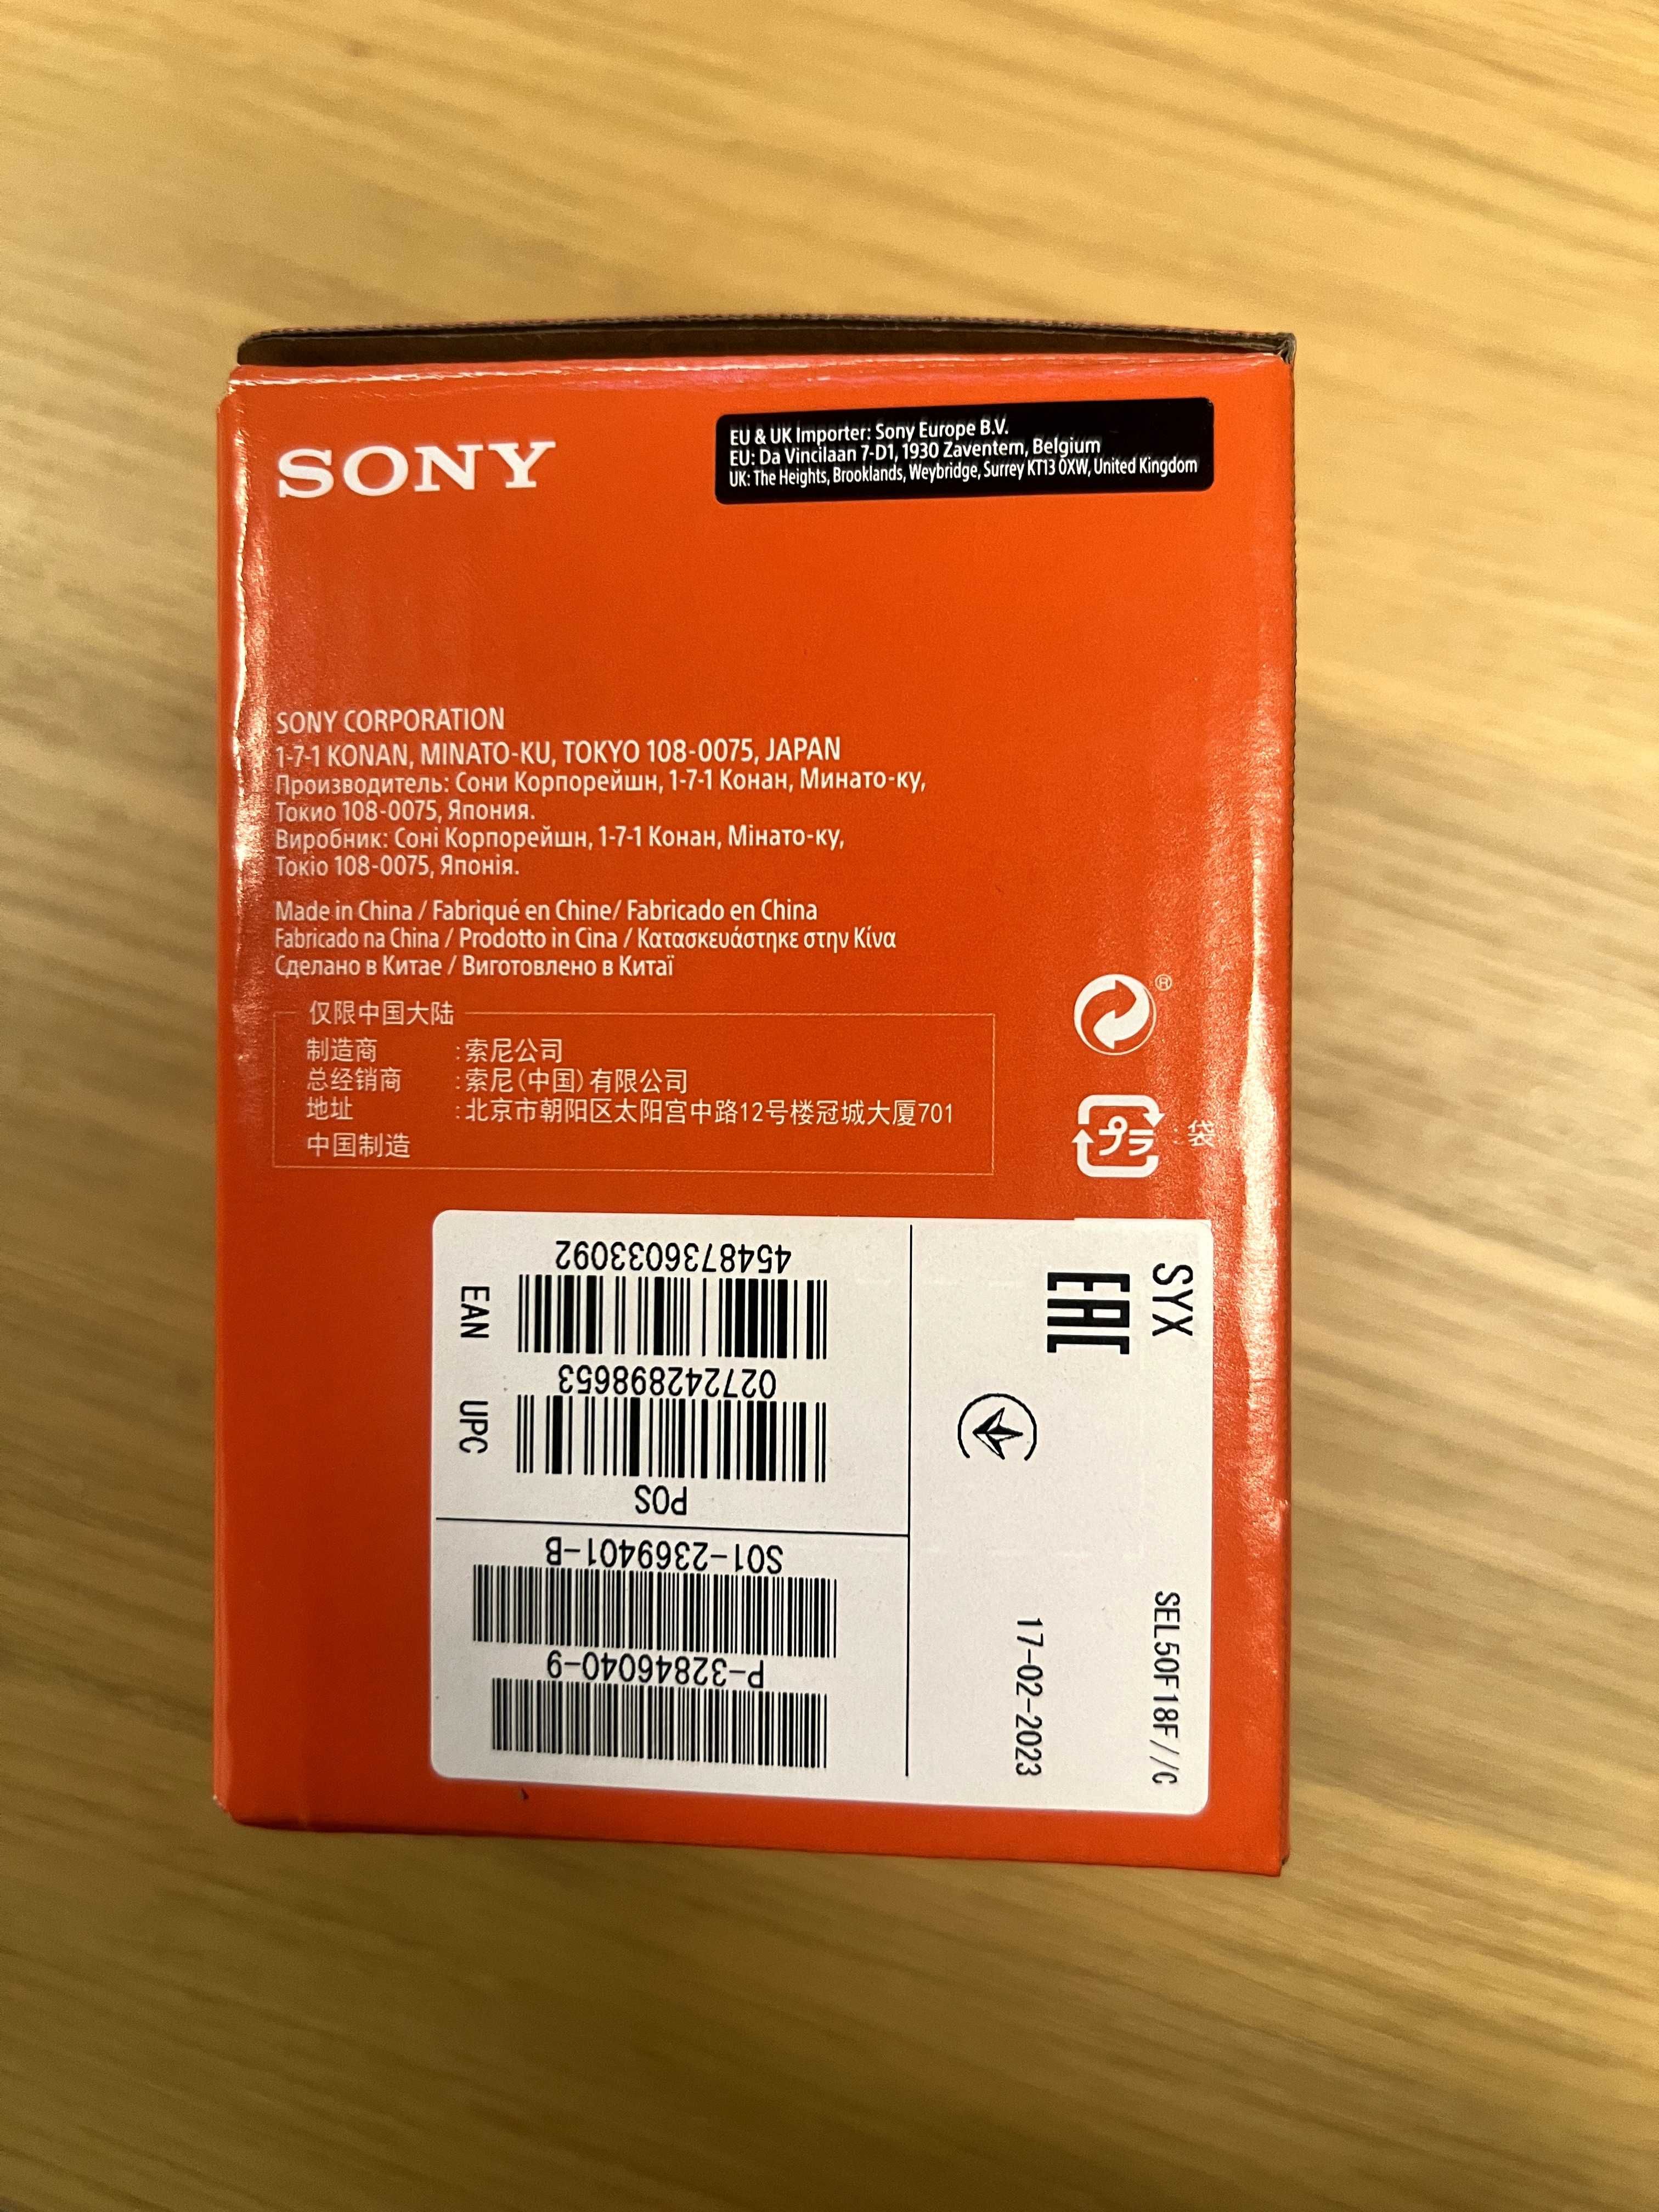 SONY
EU & UK Importer: Sony Europe B.V.
EU: Da Vincilaan 7-D1, 1930 Zaventem, Belgium
UK: The Heights, Brooklands, Weybridge, Surrey KT13 0XW, United Kingdom
SONY CORPORATION
1-7-1 KONAN, MINATO-KU, TOKYO 108-0075, JAPAN
Производитель: Сони Корпорейшн, 1-7-1 Конан, Минато-ку,
Токио 108-0075, Япония.
Виробник: Соні Корпорейшн, 1-7-1 Конан, Мінато-ку,
Токіо 108-0075, Японія.
Made in China / Fabriqué en Chine/ Fabricado en China
Fabricado na China / Prodotto in Cina / Κατασκευάστηκε στην Κίνα
Сделано в Китае / Виготовлено в Китаї
仅限中国大陆
制造商 :索尼公司
总经销商 :索尼(中国)有限公司
地址 :北京市朝阳区太阳宫中路12号楼冠城大厦701
中国制造
®
プラ : 袋
SYX
SEL50F18F//C
EAC
17-02-2023
4548736033092
EAN
027242898653
UPC
POS
S01-2369401-B
P-32846040-9